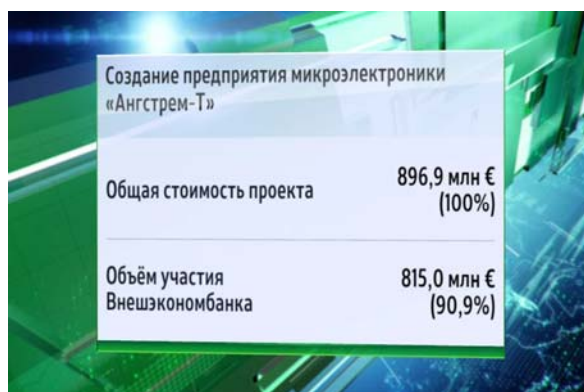 Создание предприятия микроэлектроники
«Ангстрем-Т»
Общая стоимость проекта
896,9 млн €
(100%)
Объём участия
Внешэкономбанка
815,0 млн €
(90,9%)